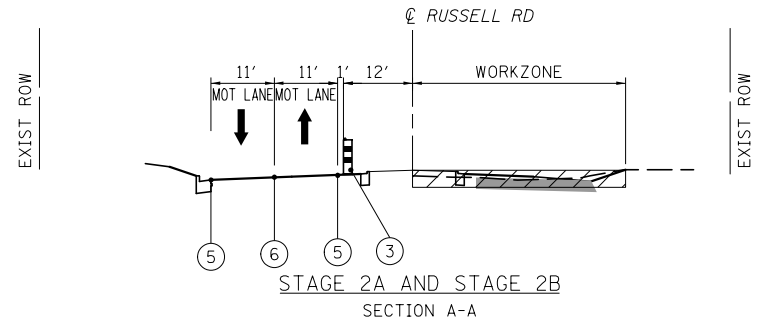 ℄ RUSSELL RD
EXIST ROW
11' 11' 1' 12' WORKZONE
MOT LANE MOT LANE
EXIST ROW
5 6 5 3
STAGE 2A AND STAGE 2B
SECTION A-A